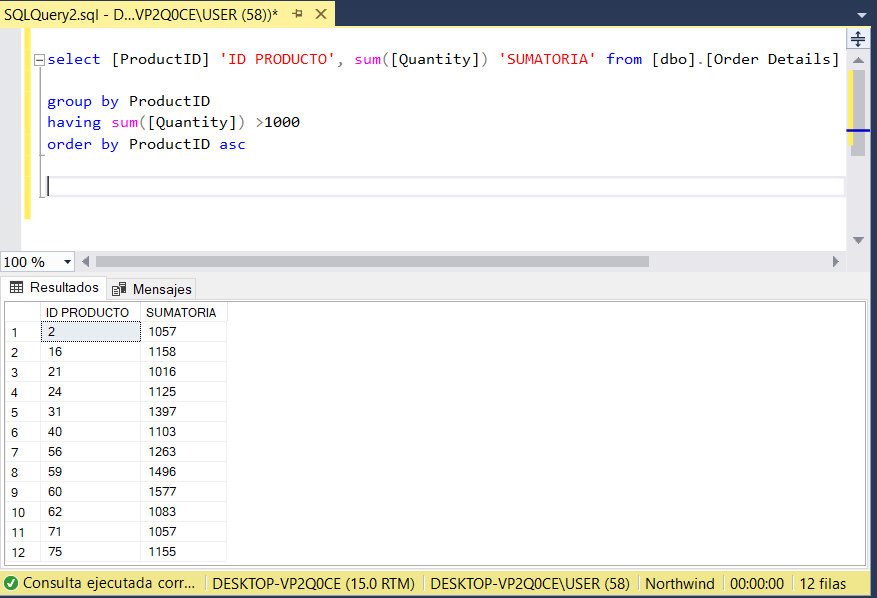 SQLQuery2.sql - D...VP2Q0CE\USER (58))*
select [ProductID] 'ID PRODUCTO', sum([Quantity]) 'SUMATORIA' from [dbo].[Order Details]
group by ProductID
having sum([Quantity]) >1000
order by ProductID asc
100 %
Resultados Mensajes
ID PRODUCTO SUMATORIA
1 2 1057
2 16 1158
3 21 1016
4 24 1125
5 31 1397
6 40 1103
7 56 1263
8 59 1496
9 60 1577
10 62 1083
11 71 1057
12 75 1155
Consulta ejecutada corr... DESKTOP-VP2Q0CE (15.0 RTM) DESKTOP-VP2Q0CE\USER (58) Northwind 00:00:00 12 filas